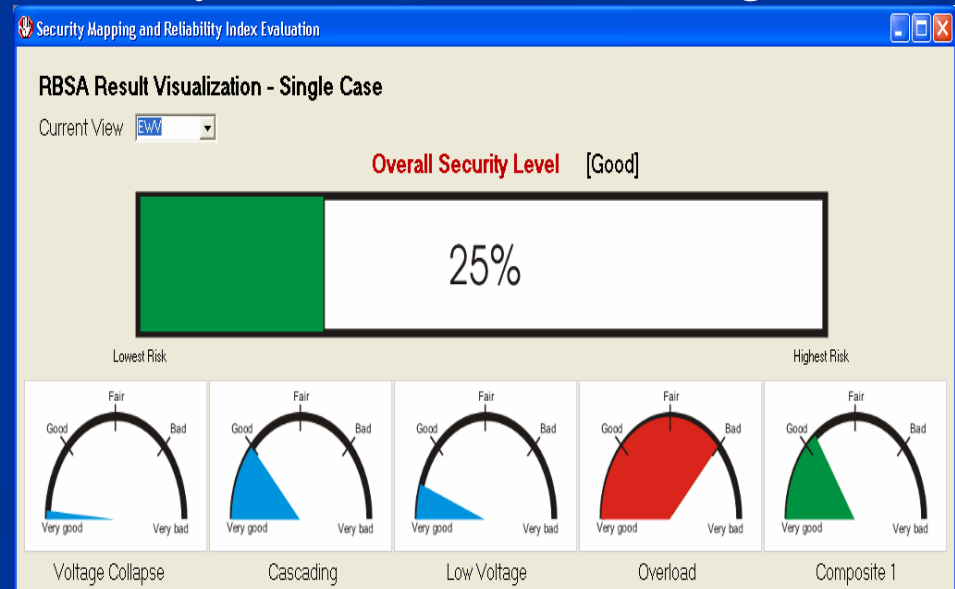 Security Mapping and Reliability Index Evaluation
RBSA Result Visualization - Single Case
Current View EWV
Overall Security Level [Good]
25%
Lowest Risk Highest Risk
Fair Fair Fair Fair Fair
Good Bad Good Bad Good Bad Good Bad Good Bad
Very good Very bad Very good Very bad Very good Very bad Very good Very bad Very good Very bad
Voltage Collapse Cascading Low Voltage Overload Composite 1